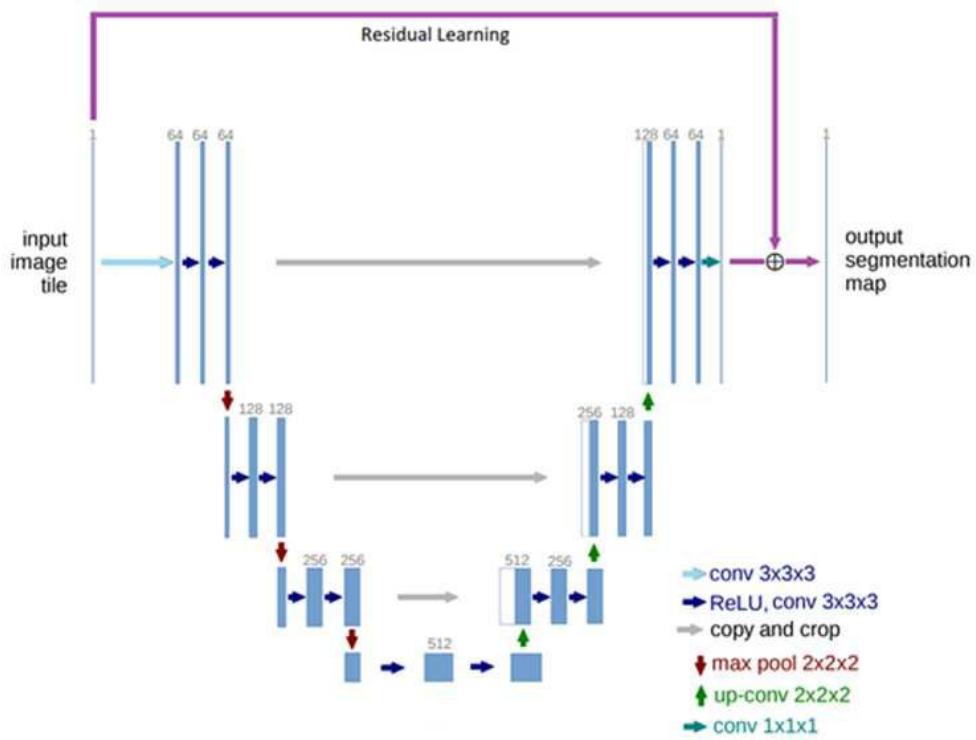 Residual Learning
1
64 64 64
128 64 64 1
1
input
image
tile
output
segmentation
map
128 128
256 128
256 256
512 256
512
conv 3x3x3
ReLU, conv 3x3x3
copy and crop
max pool 2x2x2
up-conv 2x2x2
conv 1x1x1